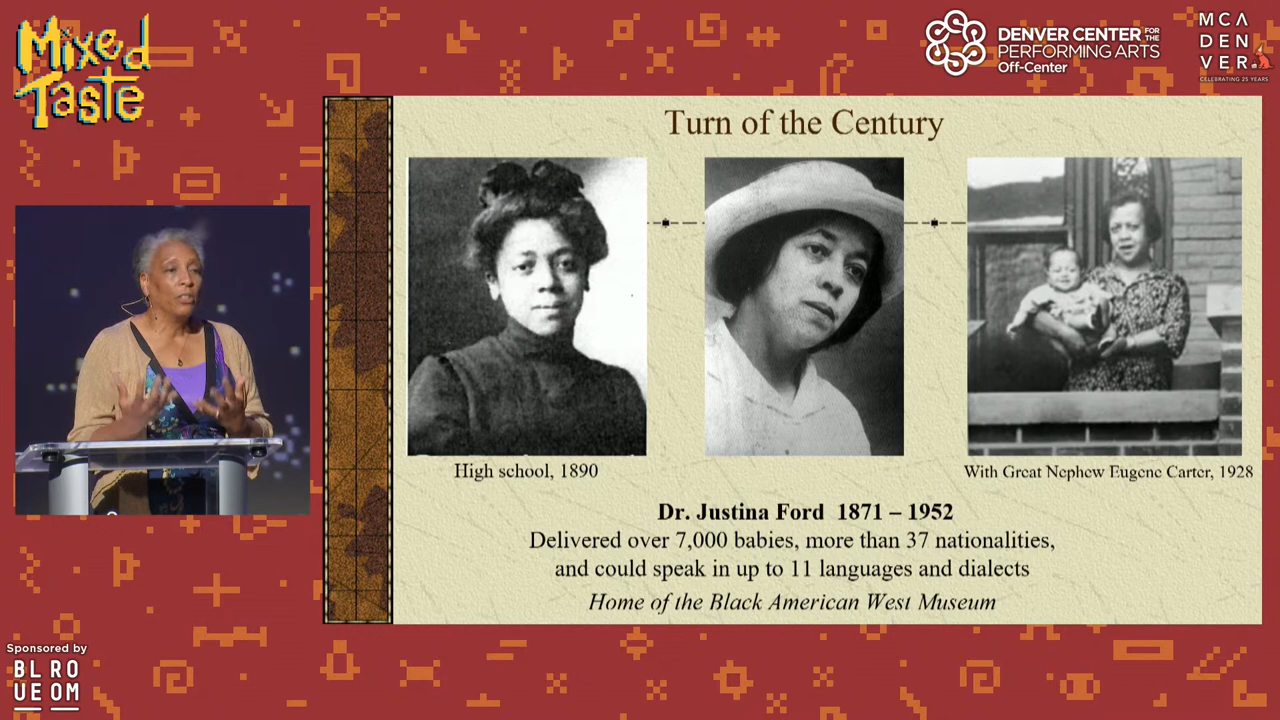 Mixed
Taste
DENVER CENTER FOR THE
PERFORMING ARTS
Off-Center
MCA
DEN
VER
CELEBRATING 25 YEARS
Turn of the Century
High school, 1890
With Great Nephew Eugene Carter, 1928
Dr. Justina Ford 1871 – 1952
Delivered over 7,000 babies, more than 37 nationalities,
and could speak in up to 11 languages and dialects
Home of the Black American West Museum
Sponsored by
BL RO
UE OM